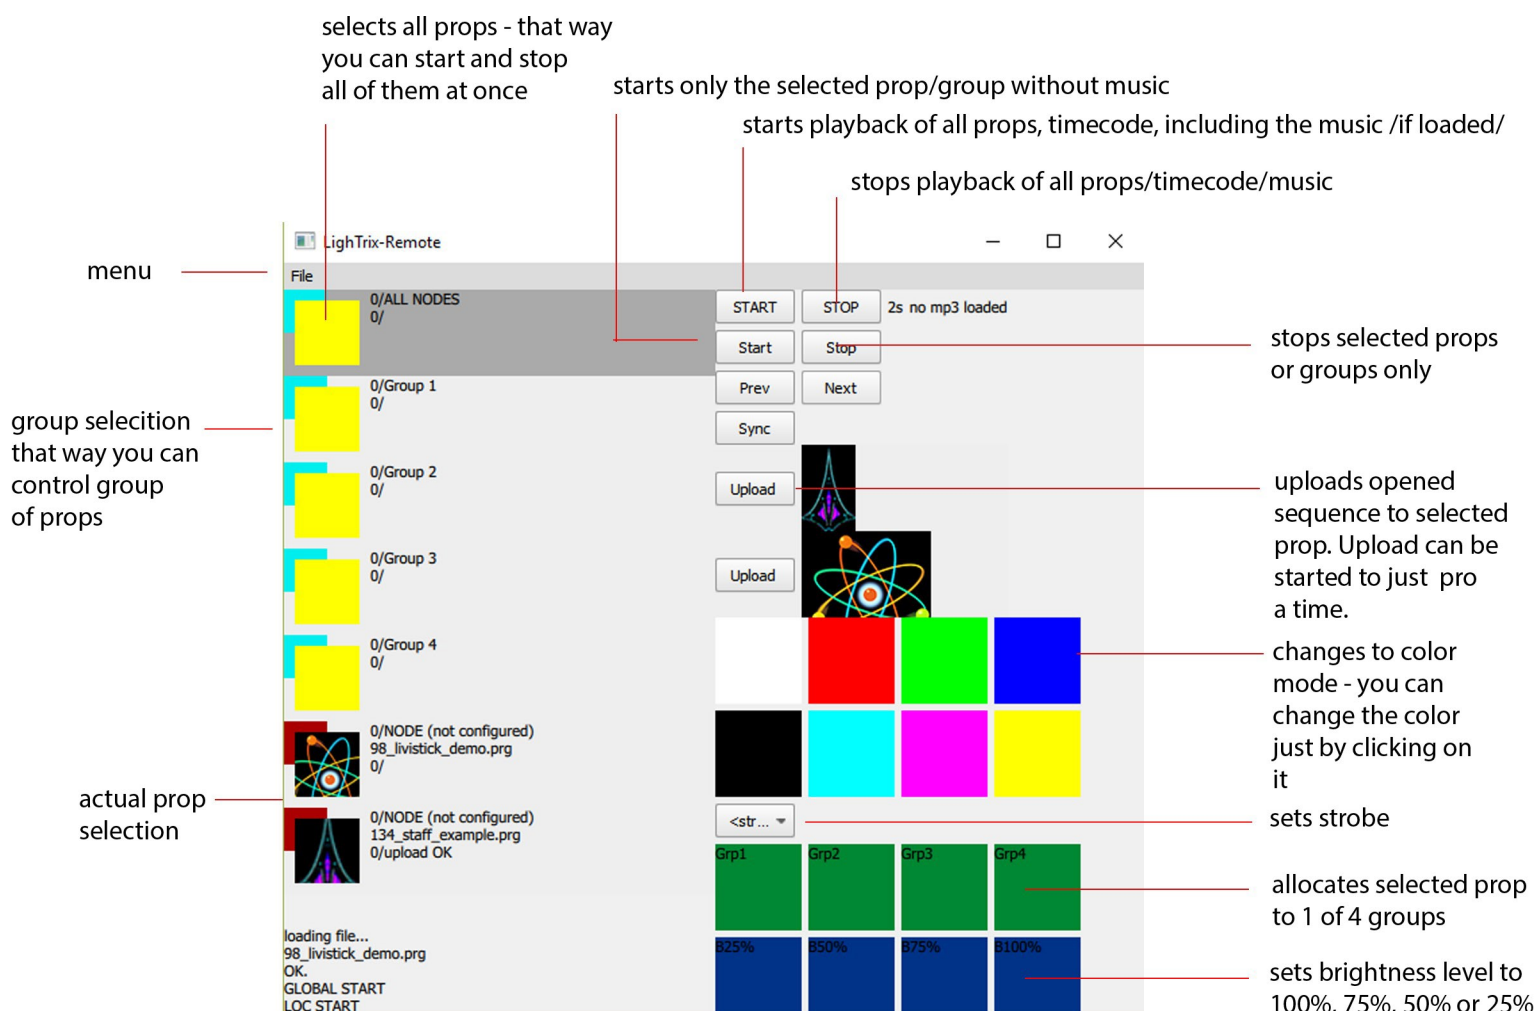 selects all props - that way
you can start and stop
all of them at once
starts only the selected prop/group without music
starts playback of all props, timecode, including the music /if loaded/
stops playback of all props/timecode/music
LighTrix-Remote
menu
File
0/ALL NODES
0/
START
STOP
2s no mp3 loaded
Start
Stop
stops selected props
or groups only
Prev
Next
0/Group 1
0/
group selecition
that way you can
control group
of props
Sync
0/Group 2
0/
Upload
uploads opened
sequence to selected
prop. Upload can be
started to just pro
a time.
0/Group 3
0/
Upload
0/Group 4
0/
changes to color
mode - you can
change the color
just by clicking on
it
0/NODE (not configured)
98_livistick_demo.prg
0/
actual prop
selection
0/NODE (not configured)
134_staff_example.prg
0/upload OK
<str...
sets strobe
Grp1
Grp2
Grp3
Grp4
allocates selected prop
to 1 of 4 groups
loading file...
98_livistick_demo.prg
OK.
GLOBAL START
LOC START
B25%
B50%
B75%
B100%
sets brightness level to
100%, 75%, 50% or 25%